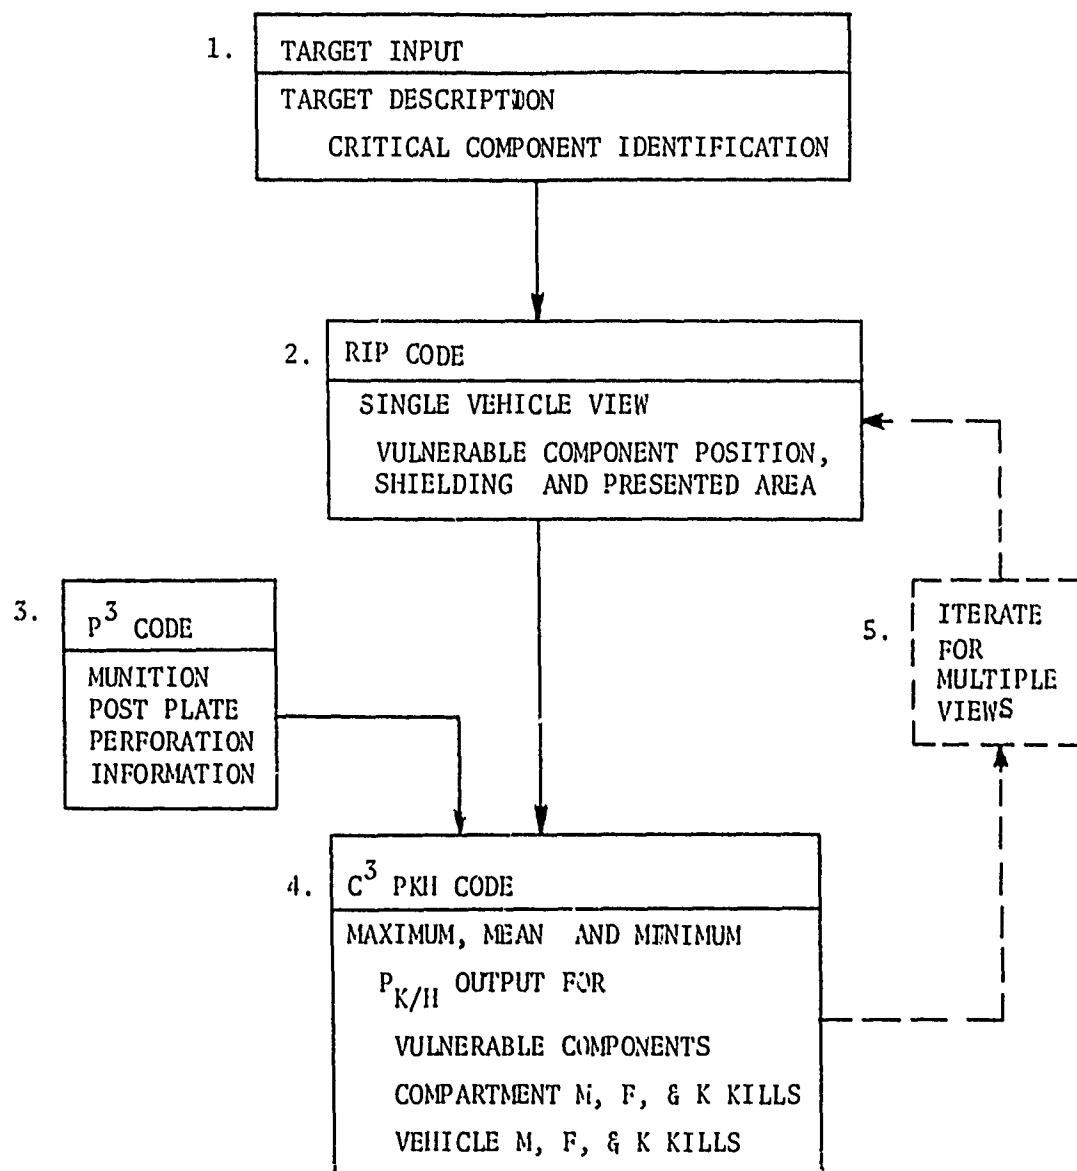 1. TARGET INPUT
TARGET DESCRIPTION
CRITICAL COMPONENT IDENTIFICATION
2. RIP CODE
SINGLE VEHICLE VIEW
VULNERABLE COMPONENT POSITION,
SHIELDING AND PRESENTED AREA
3. P³ CODE
MUNITION
POST PLATE
PERFORATION
INFORMATION
5. ITERATE
FOR
MULTIPLE
VIEWS
4. C³ PKH CODE
MAXIMUM, MEAN AND MINIMUM
P K/H OUTPUT FOR
VULNERABLE COMPONENTS
COMPARTMENT M, F, & K KILLS
VEHICLE M, F, & K KILLS